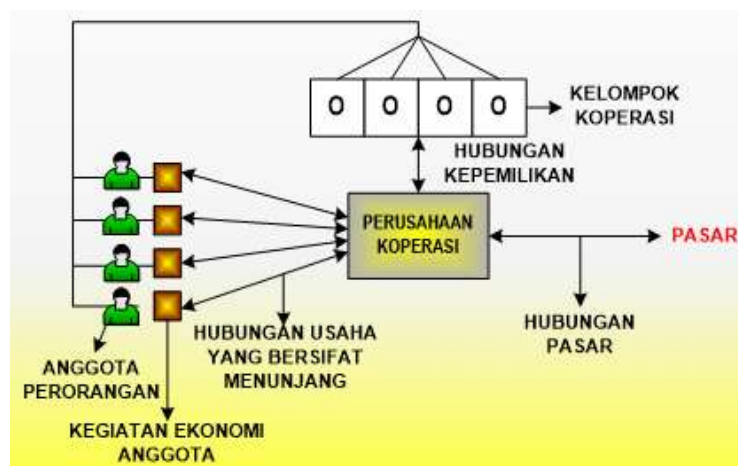 O O O O
KELOMPOK
KOPERASI
HUBUNGAN
KEPEMILIKAN
PERUSAHAAN
KOPERASI
PASAR
HUBUNGAN
PASAR
HUBUNGAN USAHA
YANG BERSIFAT
MENUNJANG
ANGGOTA
PERORANGAN
KEGIATAN EKONOMI
ANGGOTA